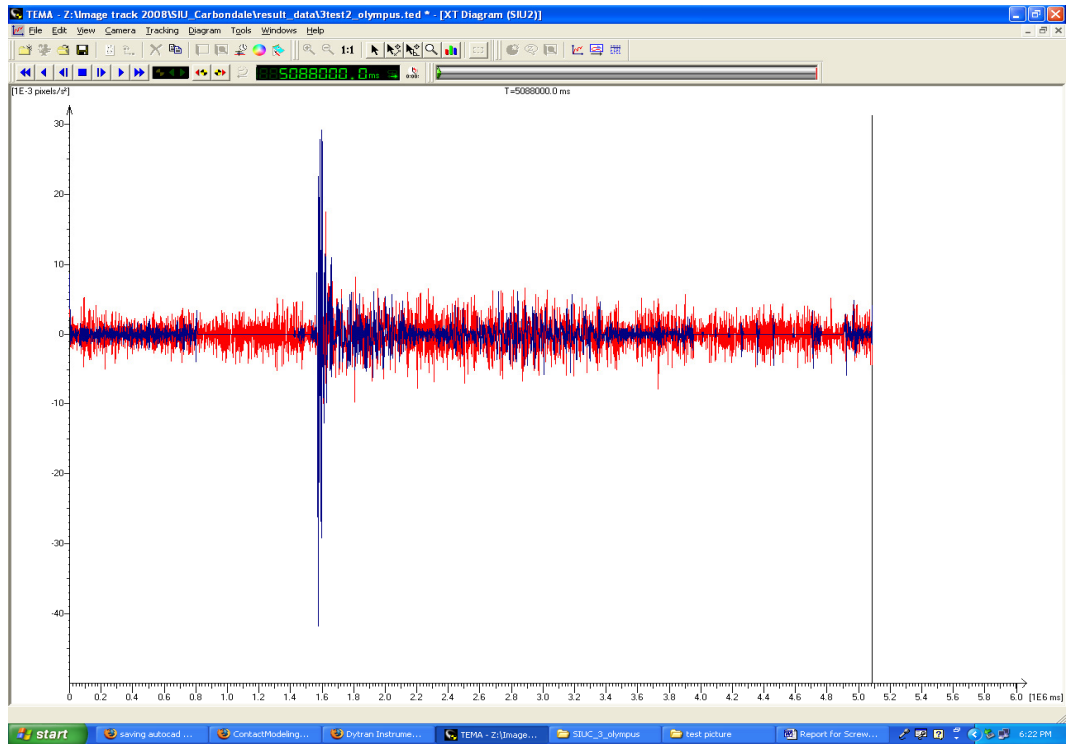 TEMA - Z:\Image track 2008\SIU_Carbondale\result_data\3test2_olympus.ted * - [XT Diagram (SIU2)]
File Edit View Camera Tracking Diagram Tools Windows Help
1:1
5088000.0ms
[1E-3 pixels/s²]
T=5088000.0 ms
30
20
10
0
-10
-20
-30
-40
0 0.2 0.4 0.6 0.8 1.0 1.2 1.4 1.6 1.8 2.0 2.2 2.4 2.6 2.8 3.0 3.2 3.4 3.6 3.8 4.0 4.2 4.4 4.6 4.8 5.0 5.2 5.4 5.6 5.8 6.0 [1E6 ms]
start saving autocad ... ContactModeling... Dytran Instrume... TEMA - Z:\Image... SIUC_3_olympus test picture Report for Screw... 6:22 PM